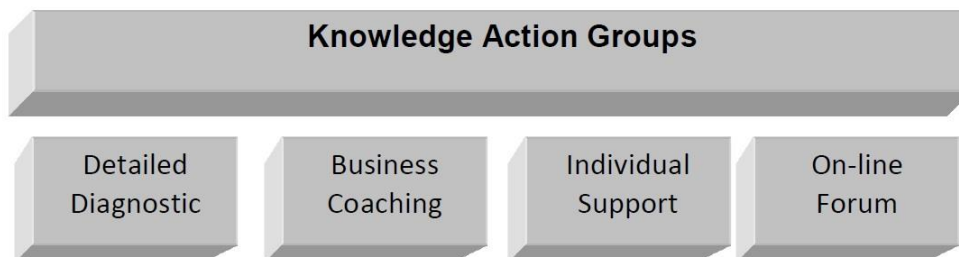 Knowledge Action Groups
Detailed
Diagnostic
Business
Coaching
Individual
Support
On-line
Forum